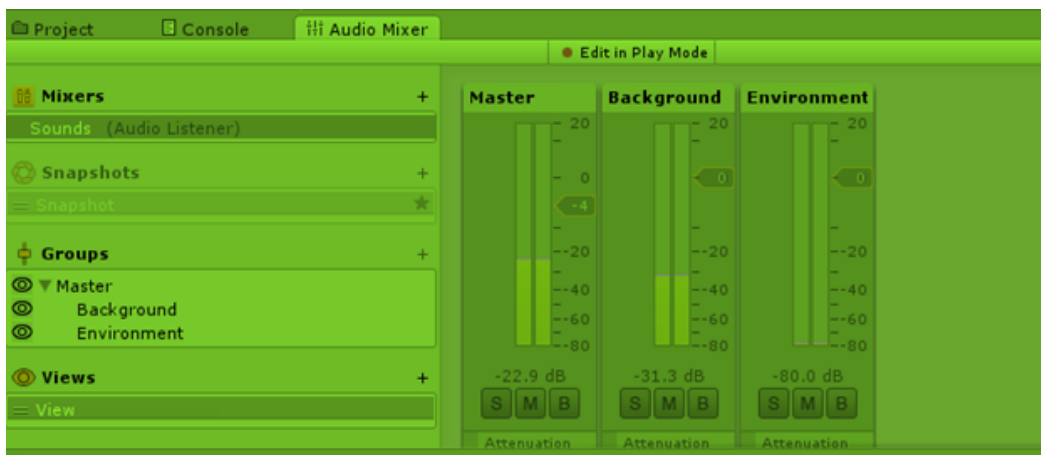 Project Console Audio Mixer
Edit in Play Mode
Mixers +
Sounds (Audio Listener)
Snapshots +
Snapshot
Groups +
Master
Background
Environment
Views +
View
Master Background Environment
20 20 20
0 0 0
-4
-20 -20 -20
-40 -40 -40
-60 -60 -60
-80 -80 -80
-22.9 dB -31.3 dB -80.0 dB
S M B S M B S M B
Attenuation Attenuation Attenuation